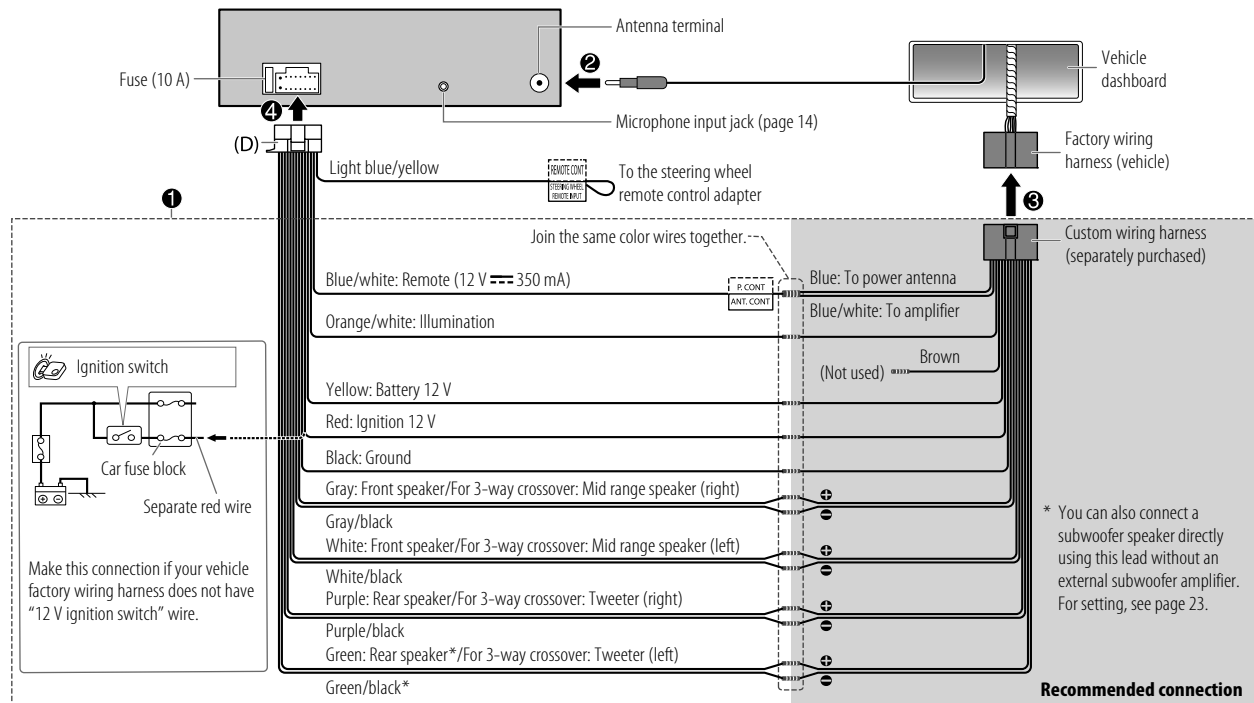 Antenna terminal
Fuse (10 A)
❷
Vehicle
dashboard
❹
Microphone input jack (page 14)
(D)
Factory wiring
harness (vehicle)
Light blue/yellow
REMOTE CONT
STEERING WHEEL
REMOTE INPUT
To the steering wheel
remote control adapter
❶
❸
Join the same color wires together.
Custom wiring harness
(separately purchased)
Blue/white: Remote (12 V ⎓ 350 mA)
P. CONT
ANT. CONT
Blue: To power antenna
Blue/white: To amplifier
Orange/white: Illumination
Brown
(Not used)
Ignition switch
Yellow: Battery 12 V
Red: Ignition 12 V
Car fuse block
Separate red wire
Make this connection if your vehicle
factory wiring harness does not have
“12 V ignition switch” wire.
Black: Ground
Gray: Front speaker/For 3-way crossover: Mid range speaker (right)
Gray/black
White: Front speaker/For 3-way crossover: Mid range speaker (left)
White/black
Purple: Rear speaker/For 3-way crossover: Tweeter (right)
Purple/black
Green: Rear speaker*/For 3-way crossover: Tweeter (left)
Green/black*
⊕
⊖
⊕
⊖
⊕
⊖
⊕
⊖
* You can also connect a
subwoofer speaker directly
using this lead without an
external subwoofer amplifier.
For setting, see page 23.
Recommended connection